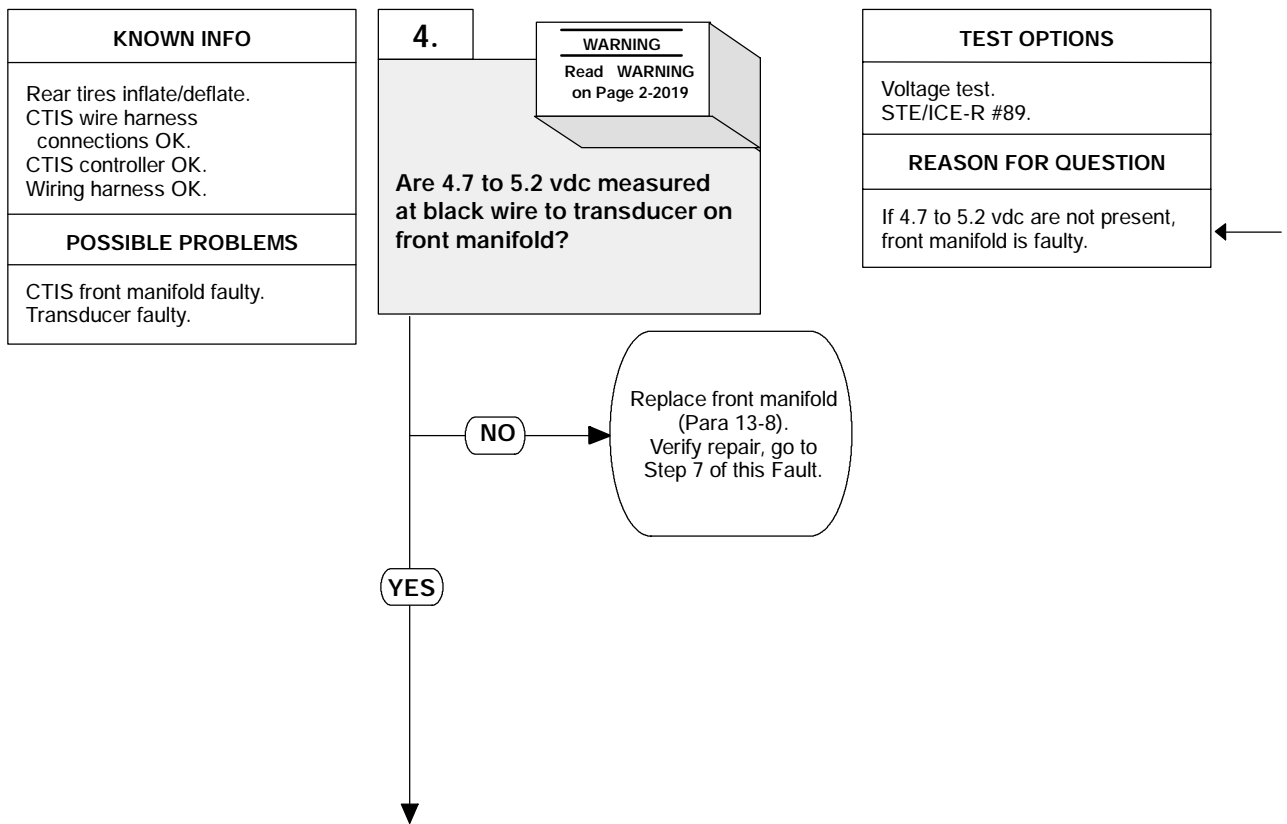 KNOWN INFO
Rear tires inflate/deflate.
CTIS wire harness
connections OK.
CTIS controller OK.
Wiring harness OK.
POSSIBLE PROBLEMS
CTIS front manifold faulty.
Transducer faulty.
4.
WARNING
Read WARNING
on Page 2-2019
Are 4.7 to 5.2 vdc measured
at black wire to transducer on
front manifold?
TEST OPTIONS
Voltage test.
STE/ICE-R #89.
REASON FOR QUESTION
If 4.7 to 5.2 vdc are not present,
front manifold is faulty.
NO
Replace front manifold
(Para 13-8).
Verify repair, go to
Step 7 of this Fault.
YES